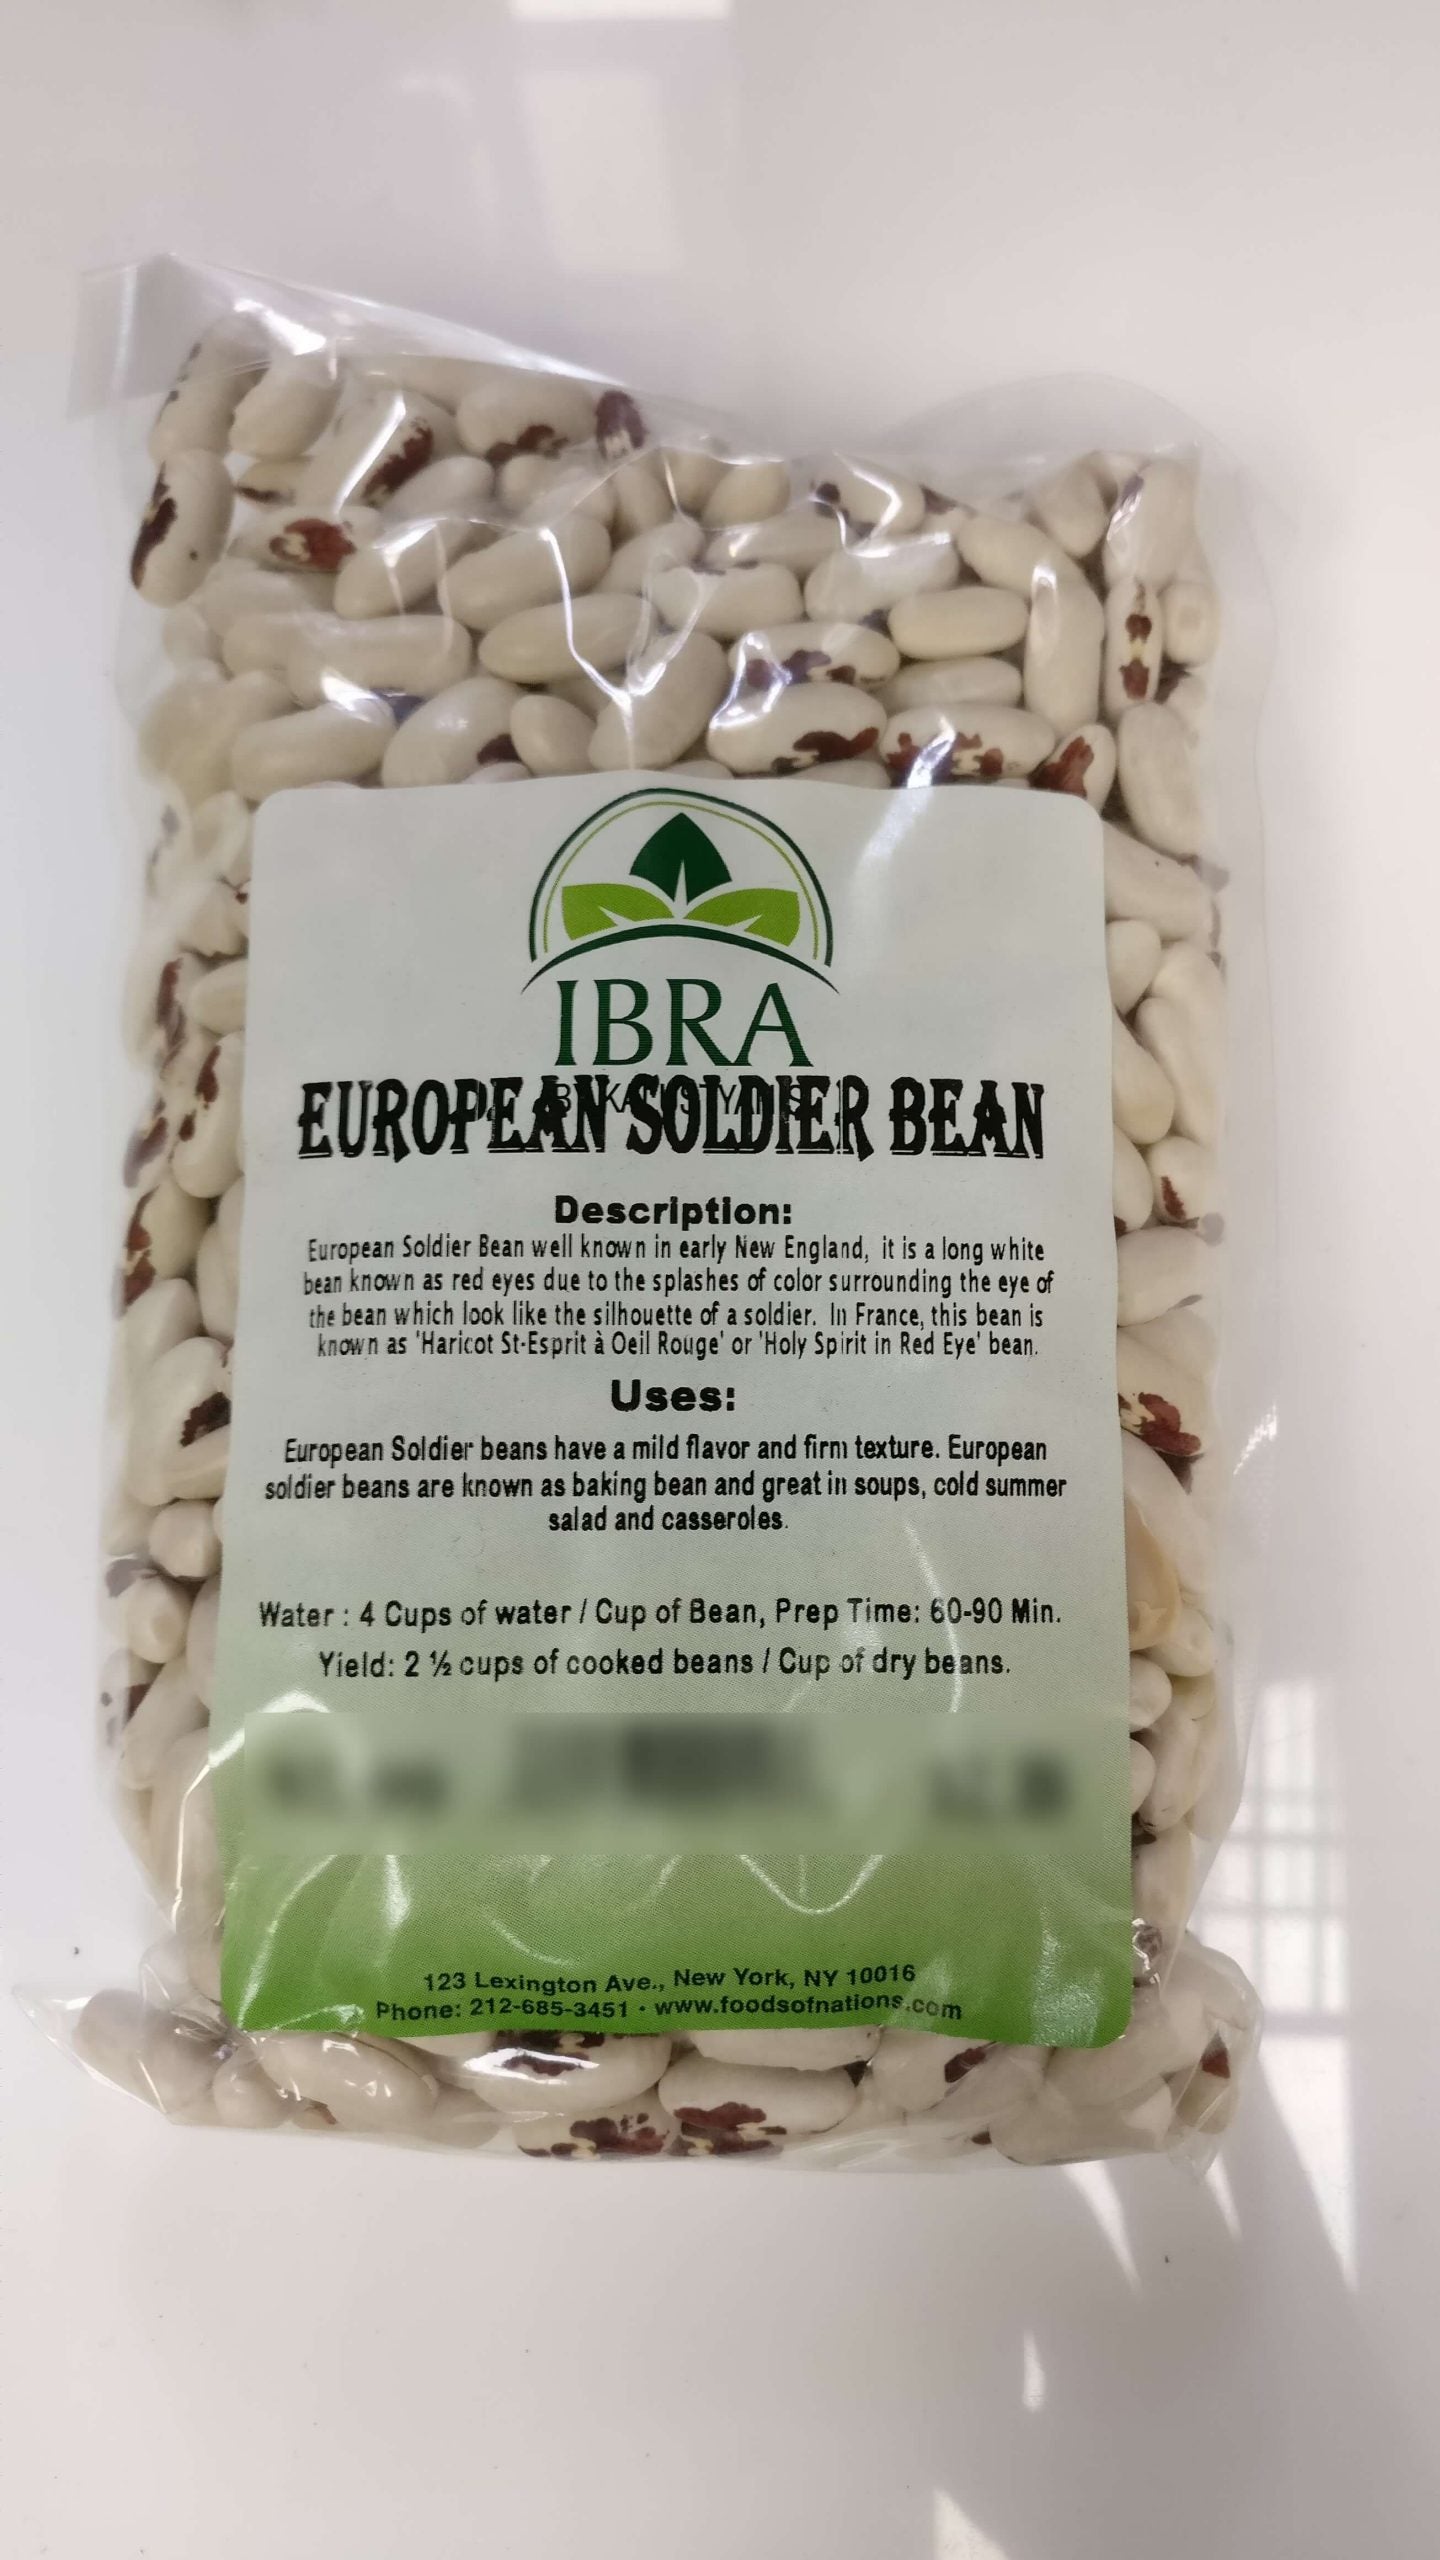 IBRA
EUROPEAN SOLDIER BEAN
Description:
European Soldier Bean well known in early New England, it is a long white
bean known as red eyes due to the splashes of color surrounding the eye of
the bean which look like the silhouette of a soldier. In France, this bean is
known as 'Haricot St-Esprit à Oeil Rouge' or 'Holy Spirit in Red Eye' bean.
Uses:
European Soldier beans have a mild flavor and firm texture. European
soldier beans are known as baking bean and great in soups, cold summer
salad and casseroles.
Water : 4 Cups of water / Cup of Bean, Prep Time: 60-90 Min.
Yield: 2 ½ cups of cooked beans / Cup of dry beans.
123 Lexington Ave., New York, NY 10016
Phone: 212-685-3451 • www.foodsofnations.com